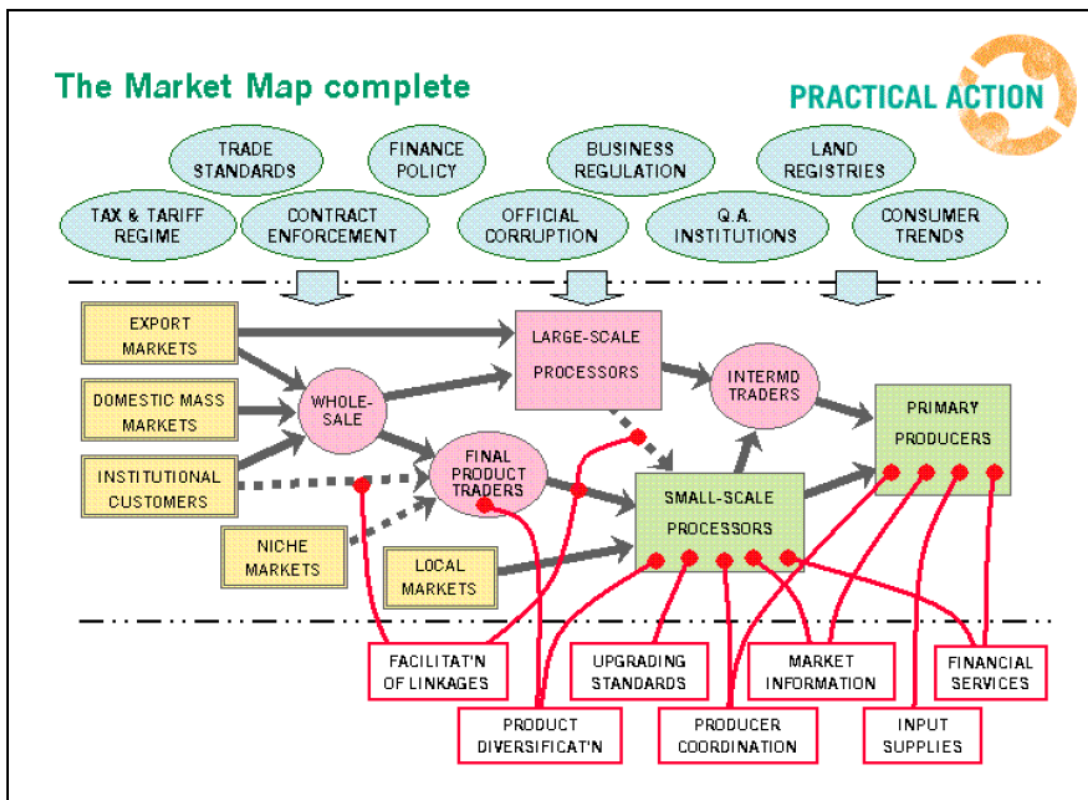 The Market Map complete
PRACTICAL ACTION
TRADE
STANDARDS
FINANCE
POLICY
BUSINESS
REGULATION
LAND
REGISTRIES
TAX & TARIFF
REGIME
CONTRACT
ENFORCEMENT
OFFICIAL
CORRUPTION
Q.A.
INSTITUTIONS
CONSUMER
TRENDS
EXPORT
MARKETS
DOMESTIC MASS
MARKETS
INSTITUTIONAL
CUSTOMERS
NICHE
MARKETS
LOCAL
MARKETS
WHOLE-
SALE
FINAL
PRODUCT
TRADERS
LARGE-SCALE
PROCESSORS
SMALL-SCALE
PROCESSORS
INTERMD
TRADERS
PRIMARY
PRODUCERS
FACILITAT'N
OF LINKAGES
UPGRADING
STANDARDS
MARKET
INFORMATION
FINANCIAL
SERVICES
PRODUCT
DIVERSIFICAT'N
PRODUCER
COORDINATION
INPUT
SUPPLIES